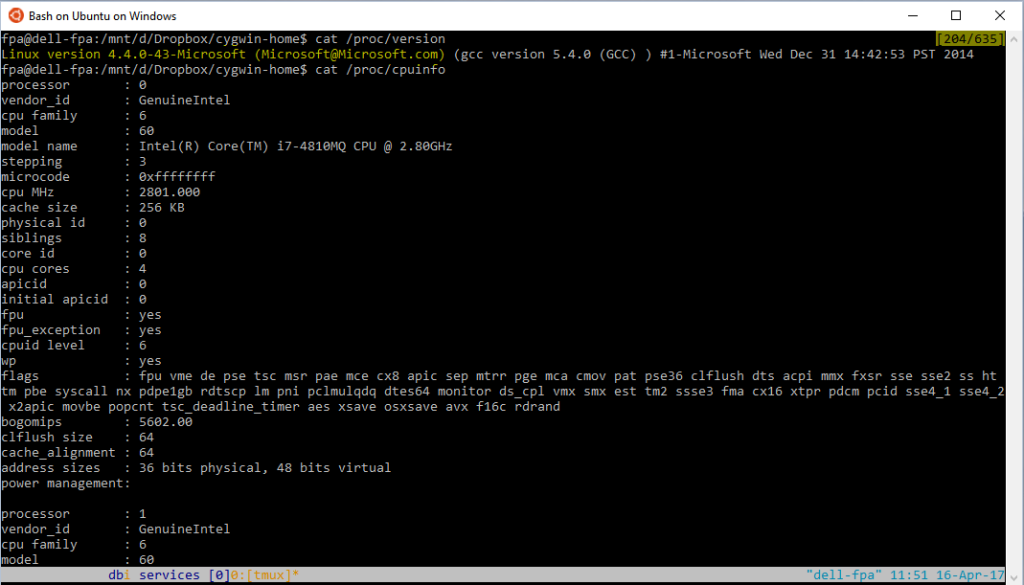 Bash on Ubuntu on Windows
fpa@dell-fpa:/mnt/d/Dropbox/cygwin-home$ cat /proc/version [204/635]
Linux version 4.4.0-43-Microsoft (Microsoft@Microsoft.com) (gcc version 5.4.0 (GCC) ) #1-Microsoft Wed Dec 31 14:42:53 PST 2014
fpa@dell-fpa:/mnt/d/Dropbox/cygwin-home$ cat /proc/cpuinfo
processor : 0
vendor_id : GenuineIntel
cpu family : 6
model : 60
model name : Intel(R) Core(TM) i7-4810MQ CPU @ 2.80GHz
stepping : 3
microcode : 0xffffffff
cpu MHz : 2801.000
cache size : 256 KB
physical id : 0
siblings : 8
core id : 0
cpu cores : 4
apicid : 0
initial apicid : 0
fpu : yes
fpu_exception : yes
cpuid level : 6
wp : yes
flags : fpu vme de pse tsc msr pae mce cx8 apic sep mtrr pge mca cmov pat pse36 clflush dts acpi mmx fxsr sse sse2 ss ht
tm pbe syscall nx pdpe1gb rdtscp lm pni pclmulqdq dtes64 monitor ds_cpl vmx smx est tm2 ssse3 fma cx16 xtpr pdcm pcid sse4_1 sse4_2
x2apic movbe popcnt tsc_deadline_timer aes xsave osxsave avx f16c rdrand
bogomips : 5602.00
clflush size : 64
cache_alignment : 64
address sizes : 36 bits physical, 48 bits virtual
power management:
processor : 1
vendor_id : GenuineIntel
cpu family : 6
model : 60
dbi services [0]0:[tmux]* "dell-fpa" 11:51 16-Apr-17